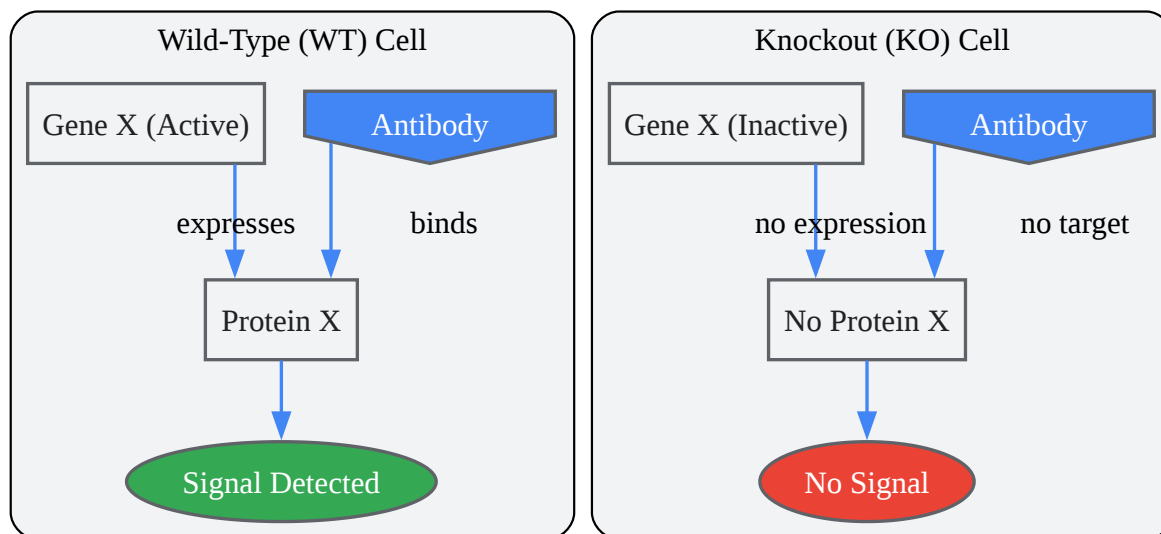 Wild-Type (WT) Cell
Gene X (Active)
Antibody
expresses
binds
Protein X
Signal Detected
Knockout (KO) Cell
Gene X (Inactive)
Antibody
no expression
no target
No Protein X
No Signal